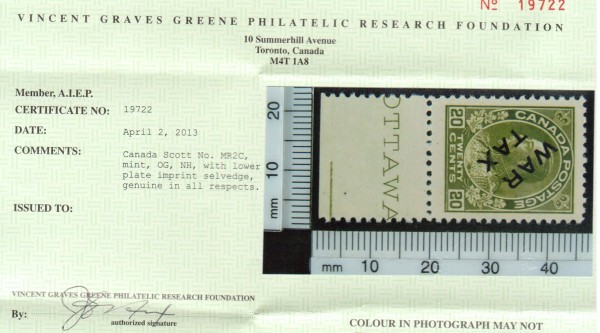 VINCENT GRAVES GREENE PHILATELIC RESEARCH FOUNDATION
No 19722
10 Summerhill Avenue
Toronto, Canada
M4T 1A8
Member, A.I.E.P.
CERTIFICATE NO: 19722
DATE: April 2, 2013
COMMENTS: Canada Scott No. MR2C,
mint, OG, NH, with lower
plate imprint selvedge,
genuine in all respects.
ISSUED TO:
20
10
mm
OTTAWA
CANADA POSTAGE
WAR
TAX
20 TWENTY CENTS 20
mm 10 20 30 40
VINCENT GRAVES GREENE PHILATELIC RESEARCH FOUNDATION
By:
authorized signature
COLOUR IN PHOTOGRAPH MAY NOT